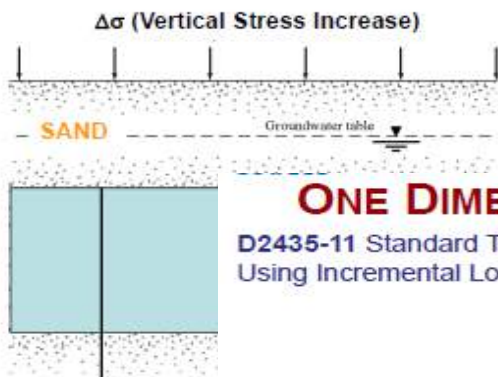 Δσ (Vertical Stress Increase)
SAND
Groundwater table
ONE DIME
D2435-11 Standard T
Using Incremental Lo